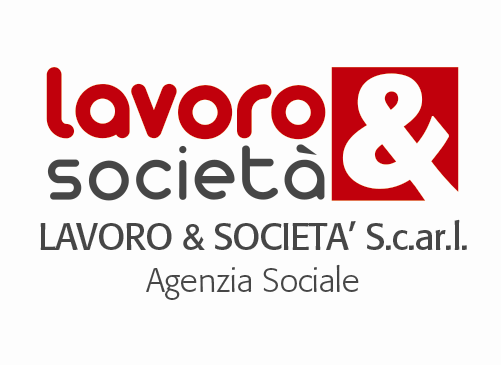 lavoro &
società
LAVORO & SOCIETA’ S.c.ar.l.
Agenzia Sociale